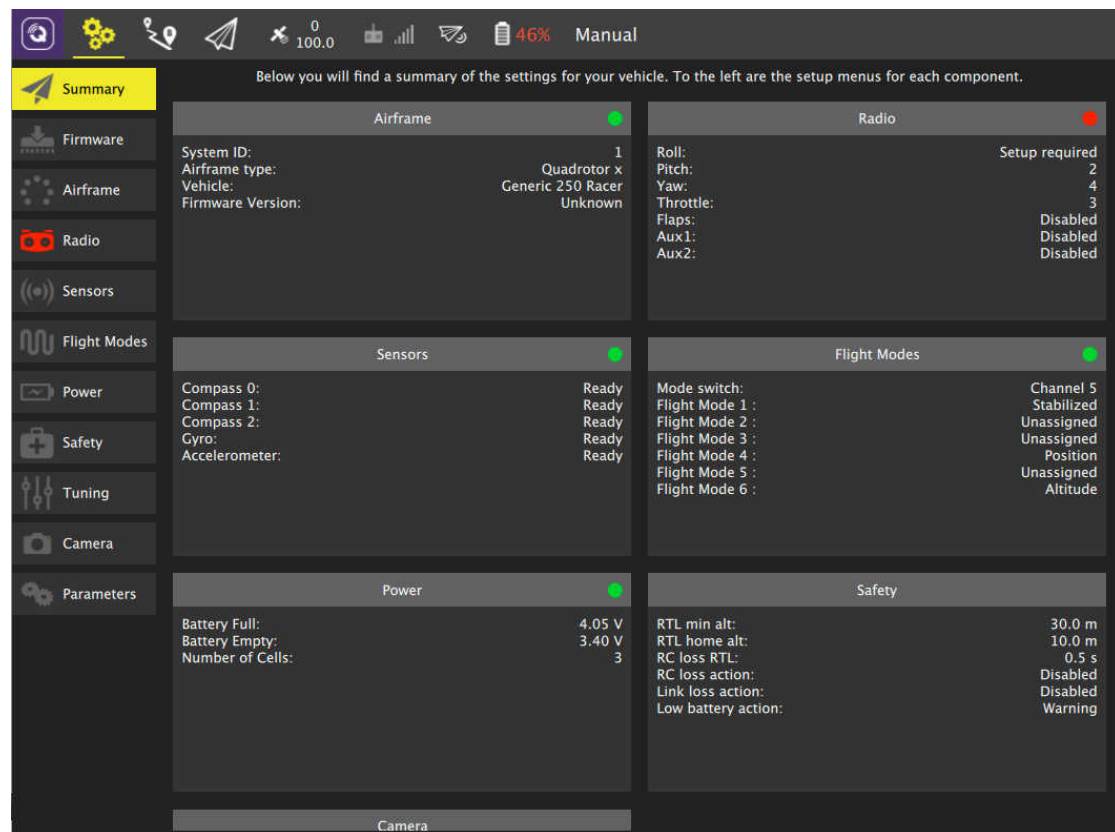 0
100.0
46%
Manual
Below you will find a summary of the settings for your vehicle. To the left are the setup menus for each component.
Summary
Firmware
Airframe
Radio
Sensors
Flight Modes
Power
Safety
Tuning
Camera
Parameters
Airframe
System ID: 1
Airframe type: Quadrotor x
Vehicle: Generic 250 Racer
Firmware Version: Unknown
Radio
Roll: Setup required
Pitch: 2
Yaw: 4
Throttle: 3
Flaps: Disabled
Aux1: Disabled
Aux2: Disabled
Sensors
Compass 0: Ready
Compass 1: Ready
Compass 2: Ready
Gyro: Ready
Accelerometer: Ready
Flight Modes
Mode switch: Channel 5
Flight Mode 1 : Stabilized
Flight Mode 2 : Unassigned
Flight Mode 3 : Unassigned
Flight Mode 4 : Position
Flight Mode 5 : Unassigned
Flight Mode 6 : Altitude
Power
Battery Full: 4.05 V
Battery Empty: 3.40 V
Number of Cells: 3
Safety
RTL min alt: 30.0 m
RTL home alt: 10.0 m
RC loss RTL: 0.5 s
RC loss action: Disabled
Link loss action: Disabled
Low battery action: Warning
Camera